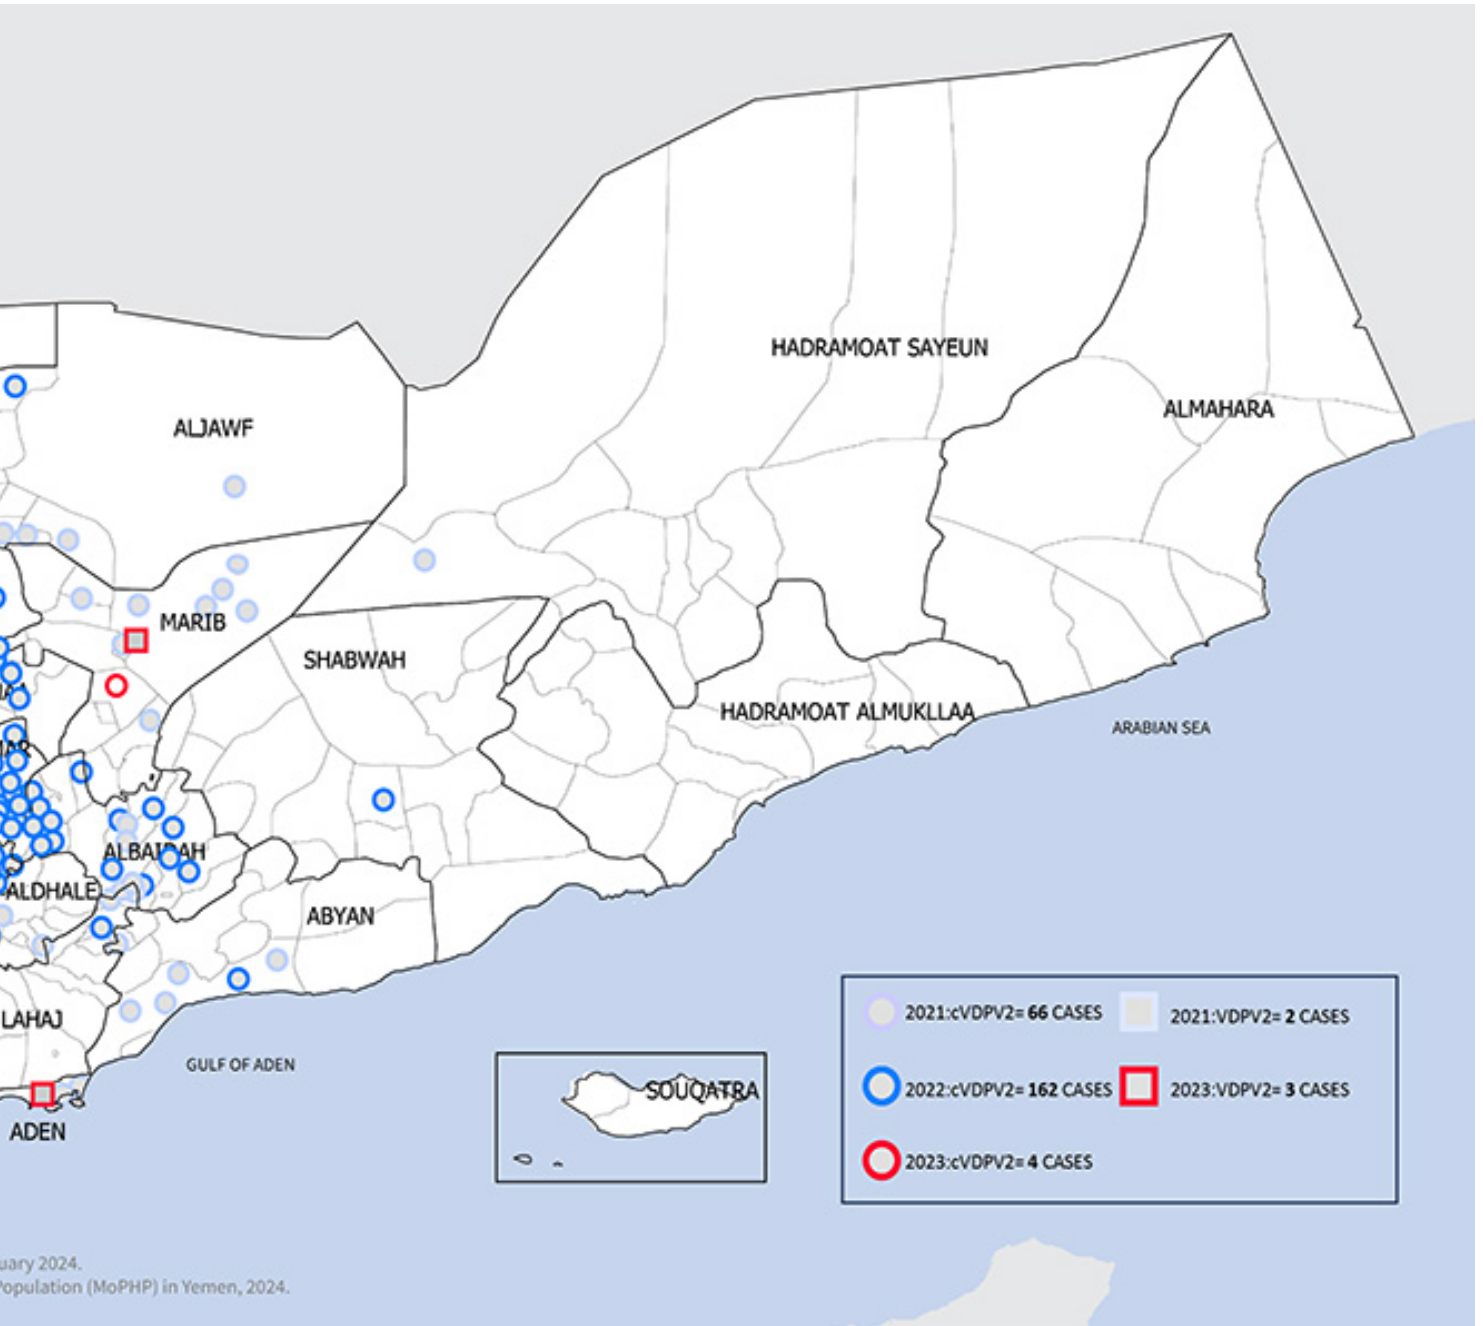 HADRAMOAT SAYEUN
ALMAHARA
ALJAWF
MARIB
SHABWAH
HADRAMOAT ALMUKLLAA
ARABIAN SEA
ALBAIDAH
ALDHALE
ABYAN
LAHAJ
GULF OF ADEN
ADEN
SOUQATRA
2021:cVDPV2= 66 CASES
2021:VDPV2= 2 CASES
2022:cVDPV2= 162 CASES
2023:VDPV2= 3 CASES
2023:cVDPV2= 4 CASES
uary 2024.
Population (MoPHP) in Yemen, 2024.